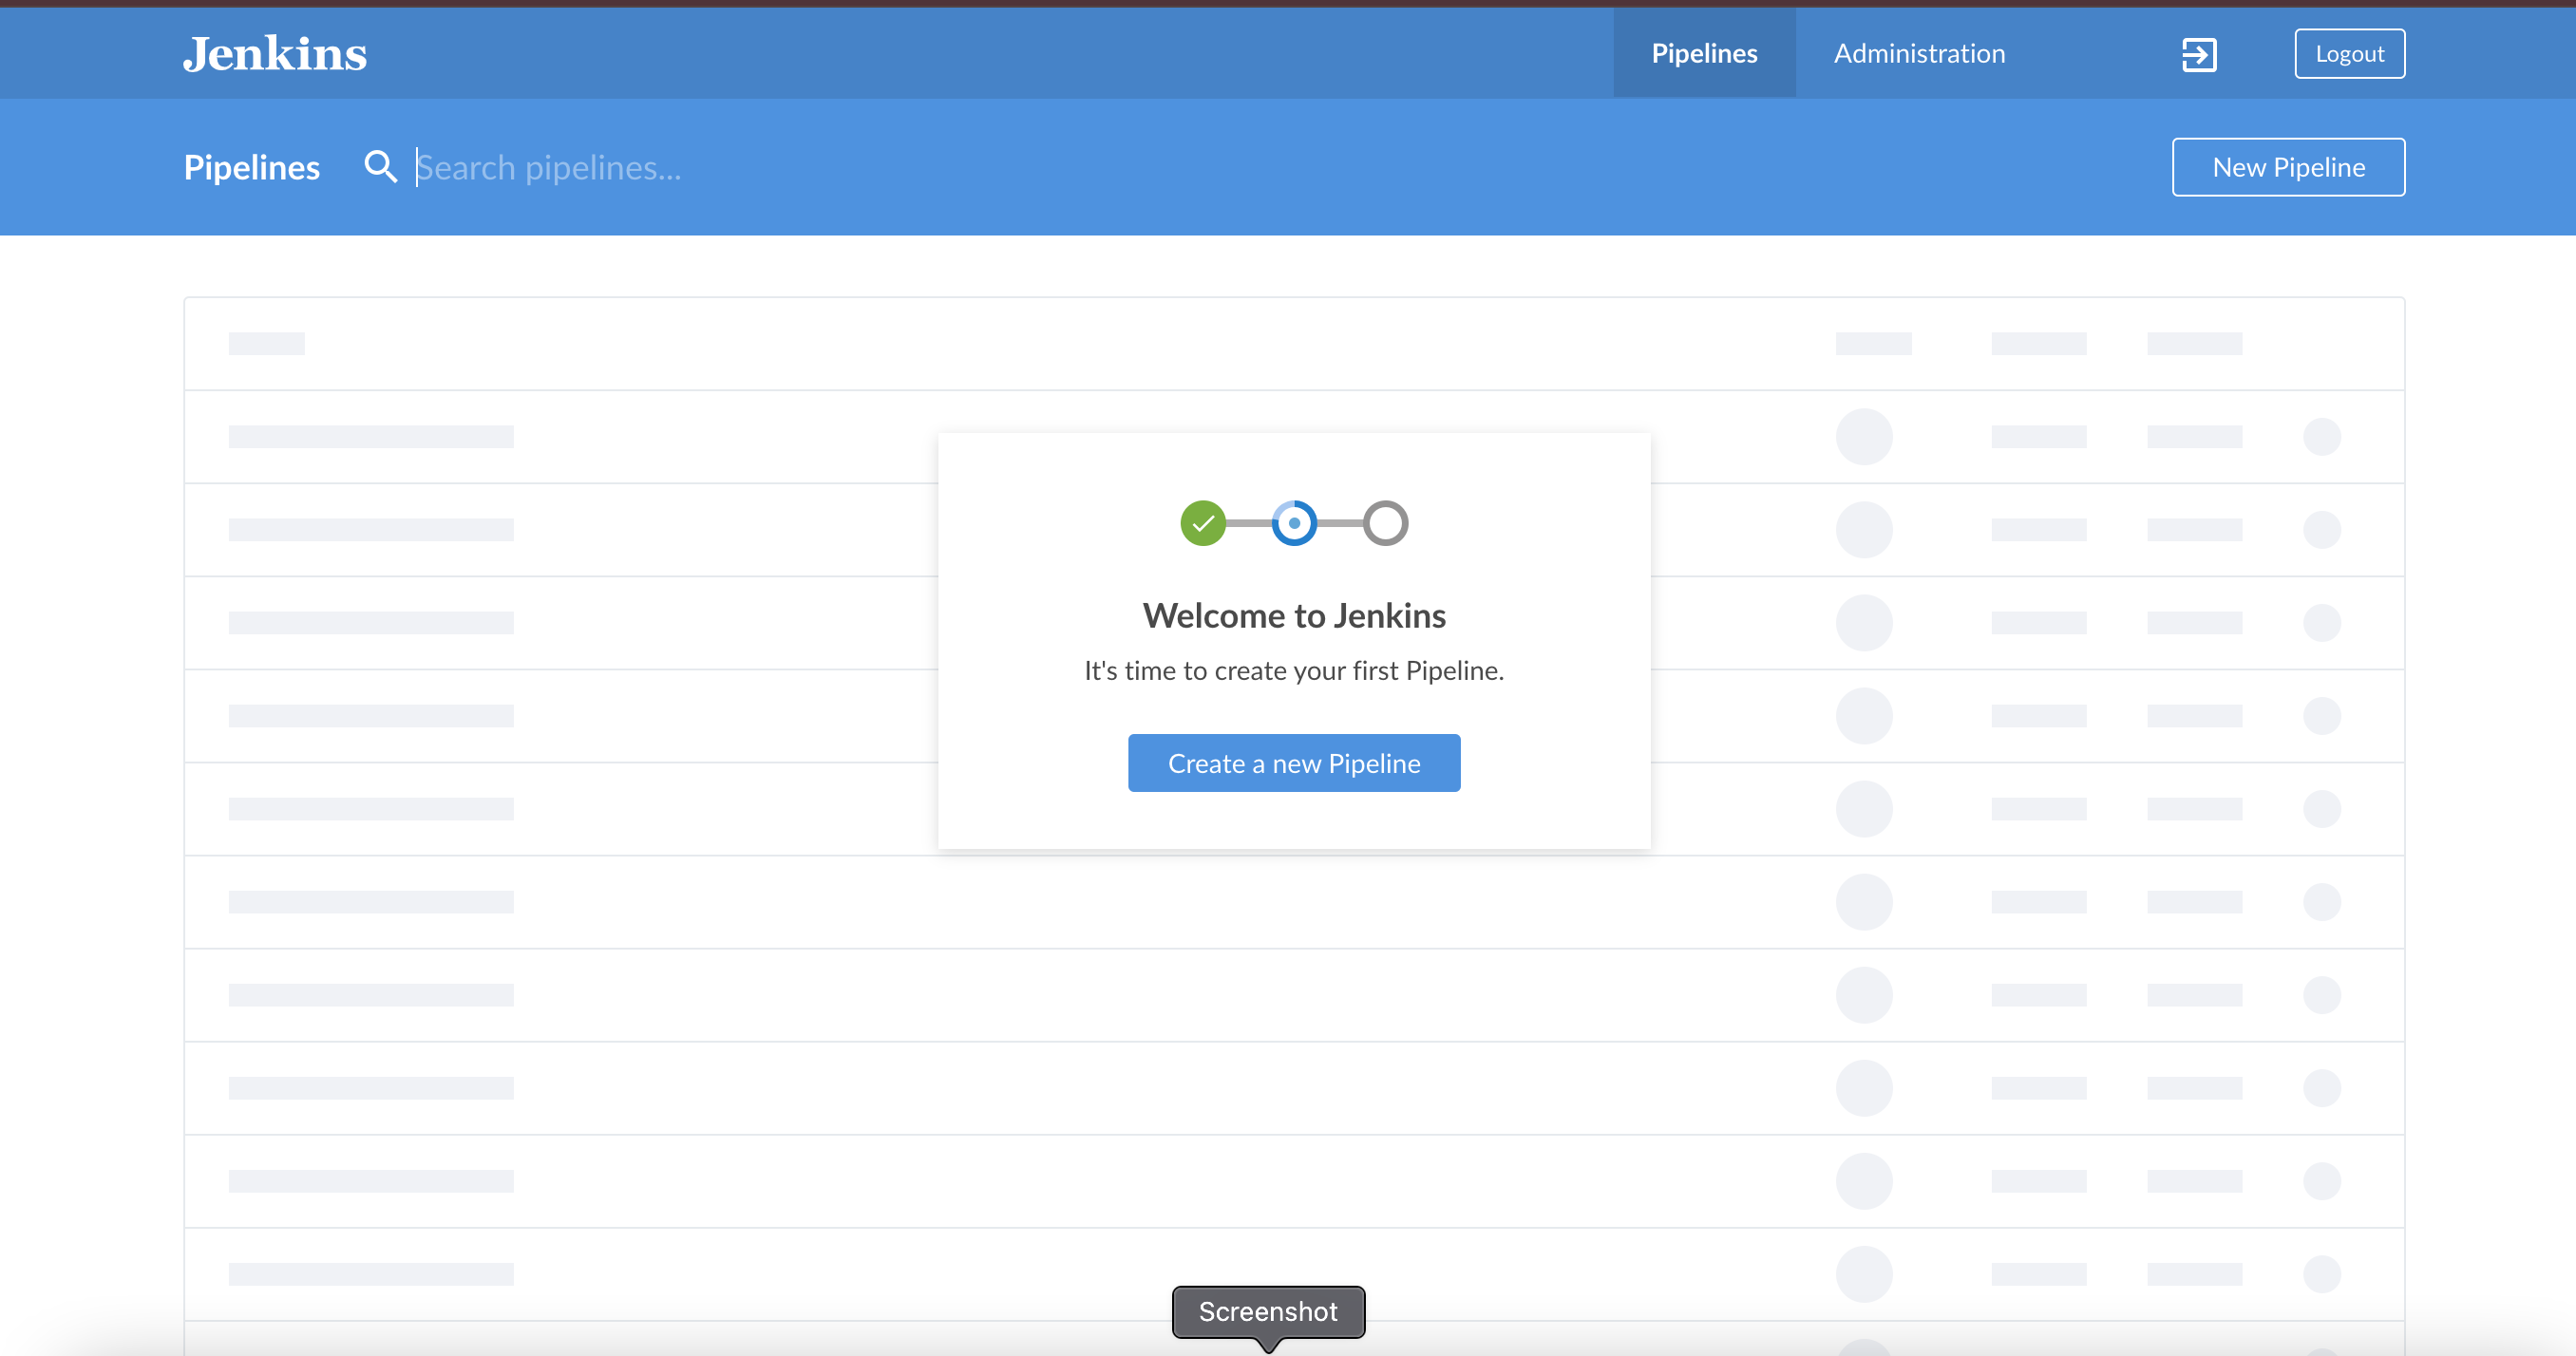 Jenkins
Pipelines
Administration
Logout
Pipelines
Search pipelines...
New Pipeline
Welcome to Jenkins
It's time to create your first Pipeline.
Create a new Pipeline
Screenshot